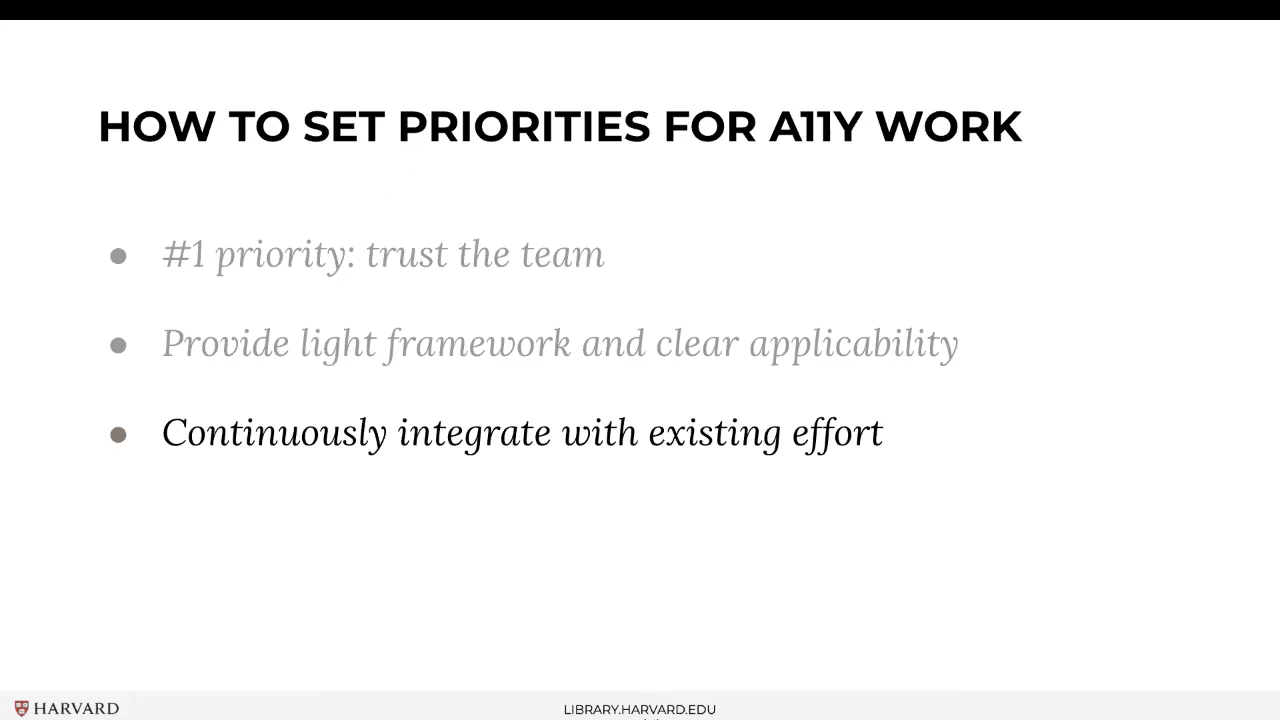 HOW TO SET PRIORITIES FOR A11Y WORK
● #1 priority: trust the team
● Provide light framework and clear applicability
● Continuously integrate with existing effort
HARVARD
LIBRARY.HARVARD.EDU